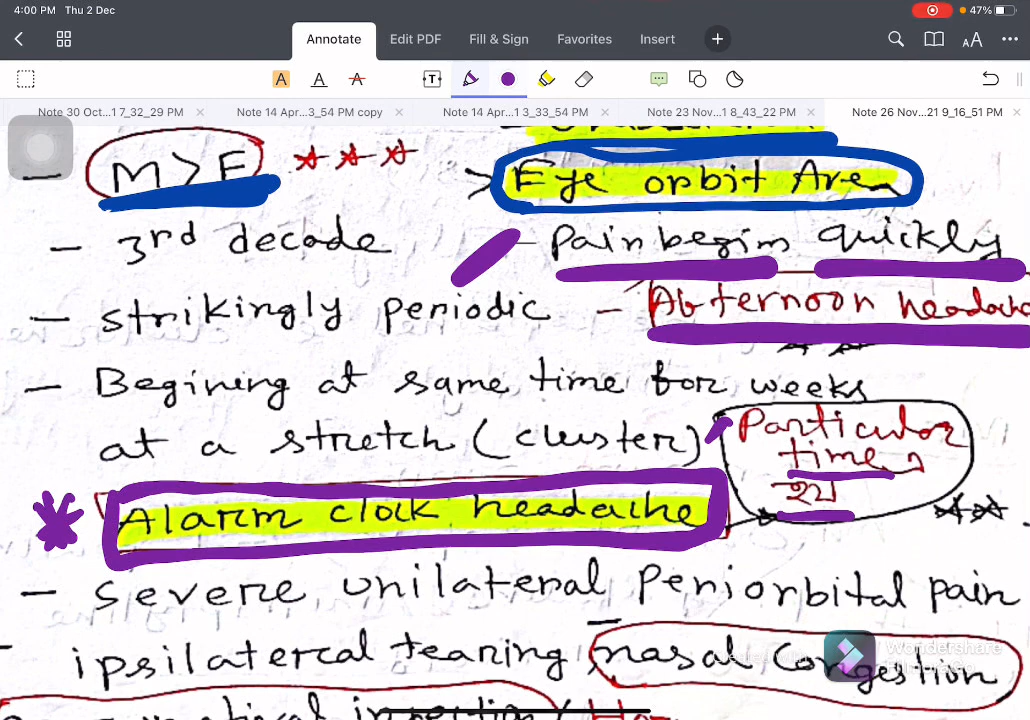 4:00 PM Thu 2 Dec
47%
Annotate Edit PDF Fill & Sign Favorites Insert
Note 30 Oct...1 7_32_29 PM
Note 14 Apr...3_54 PM copy
Note 14 Apr...1 3_33_54 PM
Note 23 Nov...1 8_43_22 PM
Note 26 Nov...21 9_16_51 PM
- M > F
- 3rd decade
- strikingly periodic
- Begining at same time for weeks
at a stretch (cluster)
Alarm clock headache
- severe unilateral Periorbital pain
ipsilateral tearing, nasal congestion
Eye orbit Area
- Pain begins quickly
- Afternoon headache
Particular
time
হয়
Wondershare